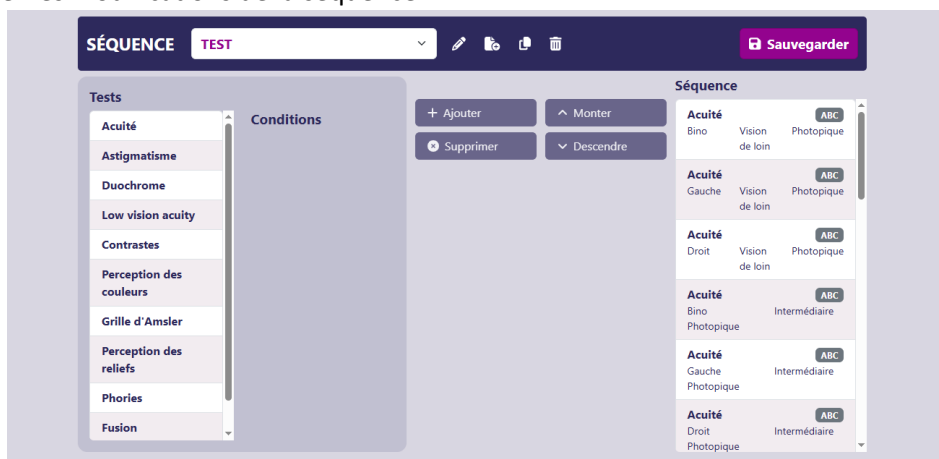 SÉQUENCE TEST Sauvegarder
Tests
Acuité
Astigmatisme
Duochrome
Low vision acuity
Contrastes
Perception des
couleurs
Grille d'Amsler
Perception des
reliefs
Phories
Fusion
Conditions
+ Ajouter
Monter
Supprimer
Descendre
Séquence
Acuité ABC
Bino Vision Photopique
de loin
Acuité ABC
Gauche Vision Photopique
de loin
Acuité ABC
Droit Vision Photopique
de loin
Acuité ABC
Bino Intermédiaire
Photopique
Acuité ABC
Gauche Intermédiaire
Photopique
Acuité ABC
Droit Intermédiaire
Photopique